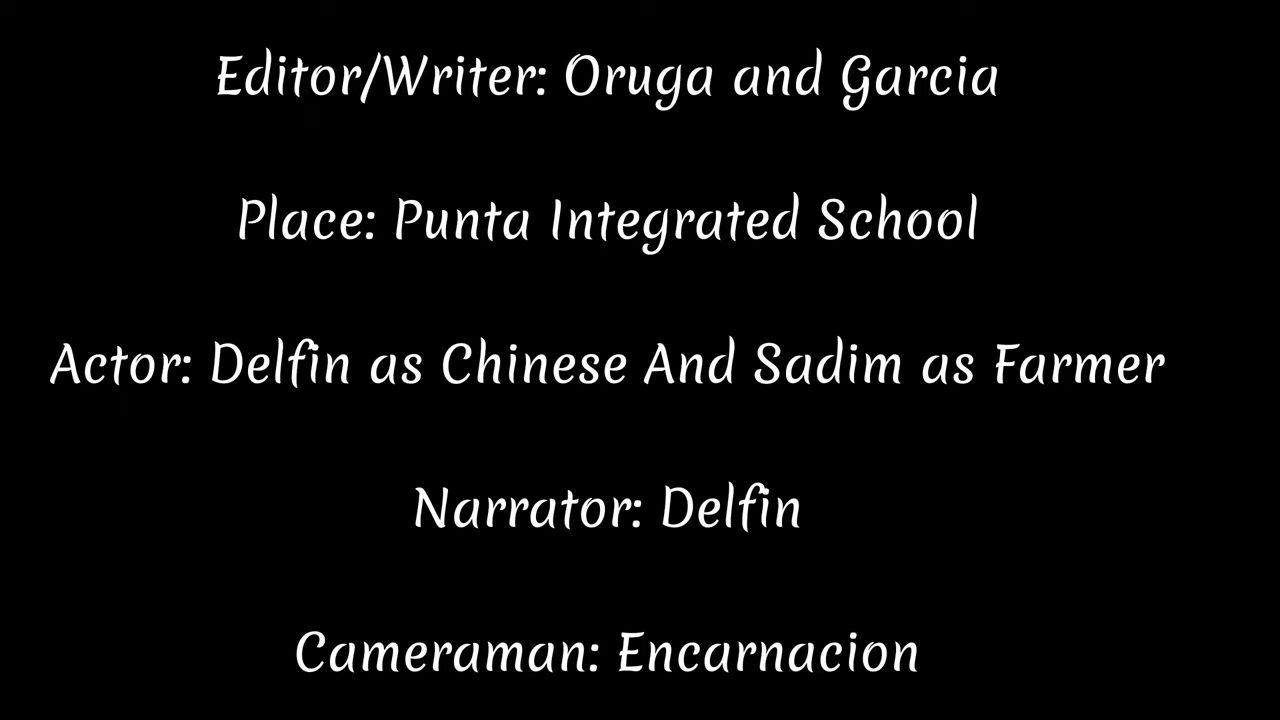 Editor/Writer: Oruga and Garcia
Place: Punta Integrated School
Actor: Delfin as Chinese And Sadim as Farmer
Narrator: Delfin
Cameraman: Encarnacion